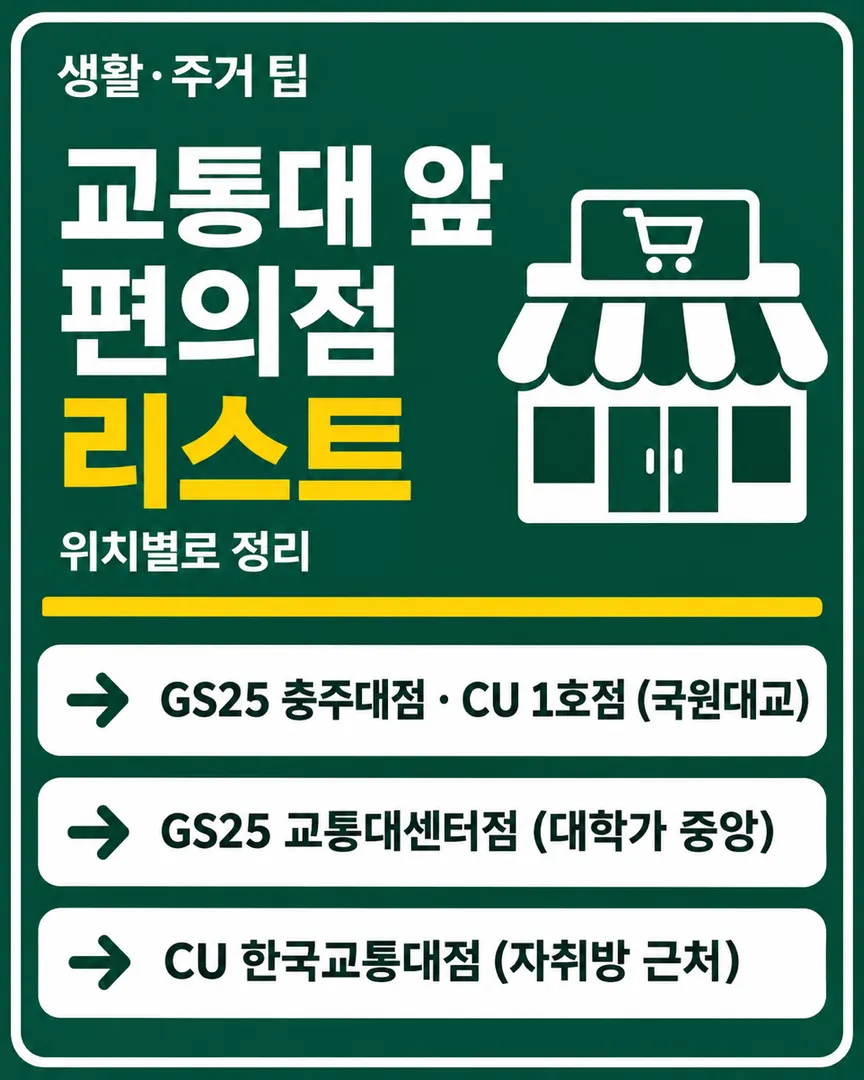 생활·주거 팁
교통대 앞
편의점
리스트
위치별로 정리
→ GS25 충주대점·CU 1호점 (국원대교)
→ GS25 교통대센터점 (대학가 중앙)
→ CU 한국교통대점 (자취방 근처)